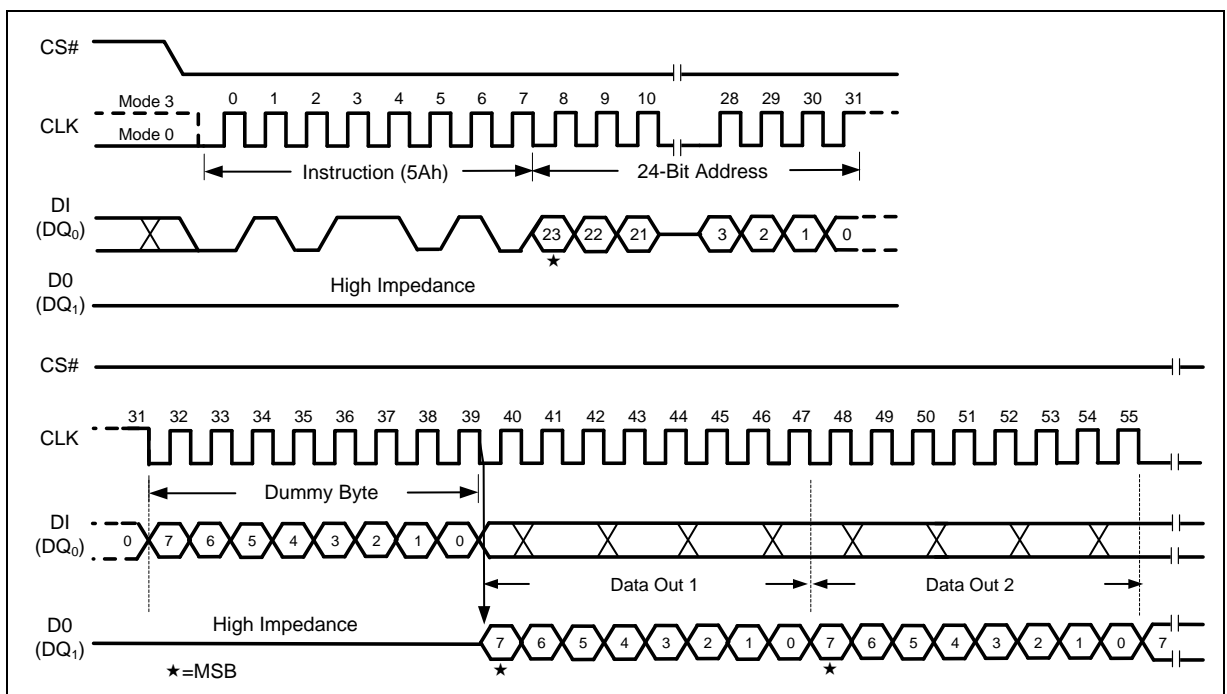 CS#
Mode 3
0 1 2 3 4 5 6 7 8 9 10 28 29 30 31
CLK
Mode 0
Instruction (5Ah) 24-Bit Address
DI
(DQ0)
23 22 21 3 2 1 0
★
D0
(DQ1)
High Impedance
CS#
31 32 33 34 35 36 37 38 39 40 41 42 43 44 45 46 47 48 49 50 51 52 53 54 55
CLK
Dummy Byte
DI
(DQ0)
0 7 6 5 4 3 2 1 0
Data Out 1 Data Out 2
D0
(DQ1)
High Impedance
7 6 5 4 3 2 1 0 7 6 5 4 3 2 1 0 7
★=MSB ★ ★